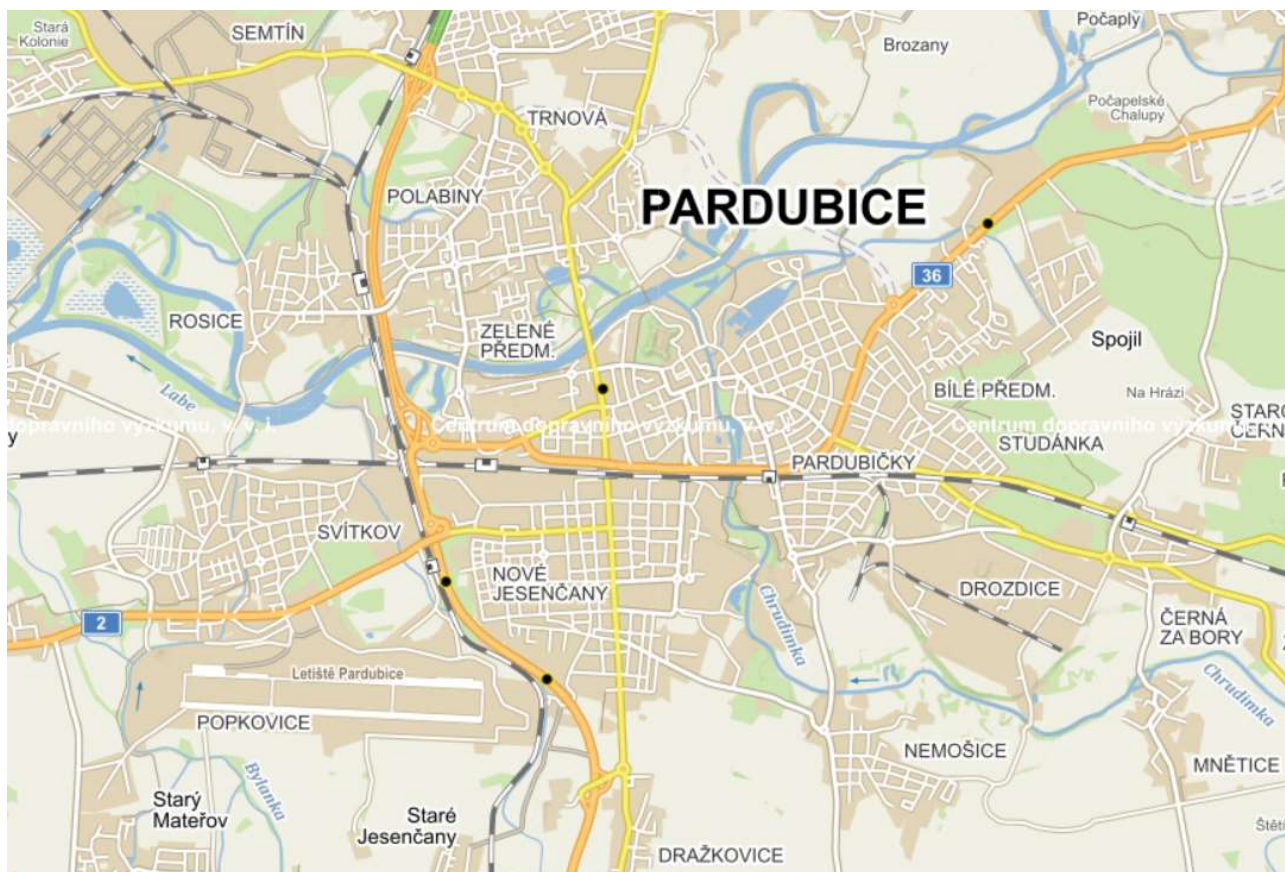 Stará
Kolonie
SEMTÍN
Počaply
Brozany
Počapelské
Chalupy
TRNOVÁ
POLABINY
PARDUBICE
36
ROSICE
ZELENÉ
PŘEDM.
Spojil
Labe
BÍLÉ PŘEDM.
Na Hrázi
dopravního výzkumu, v. v. i.
Centrum dopravního výzkumu, v. v. i.
Centrum dopravního
STUDÁNKA
PARDUBIČKY
SVÍTKOV
NOVÉ
JESENČANY
DROZDICE
2
Chrudimka
ČERNÁ
ZA BORY
Letiště Pardubice
Chrudimka
POPKOVICE
NEMOŠICE
MNĚTICE
Bylanka
Starý
Mateřov
Staré
Jesenčany
DRAŽKOVICE